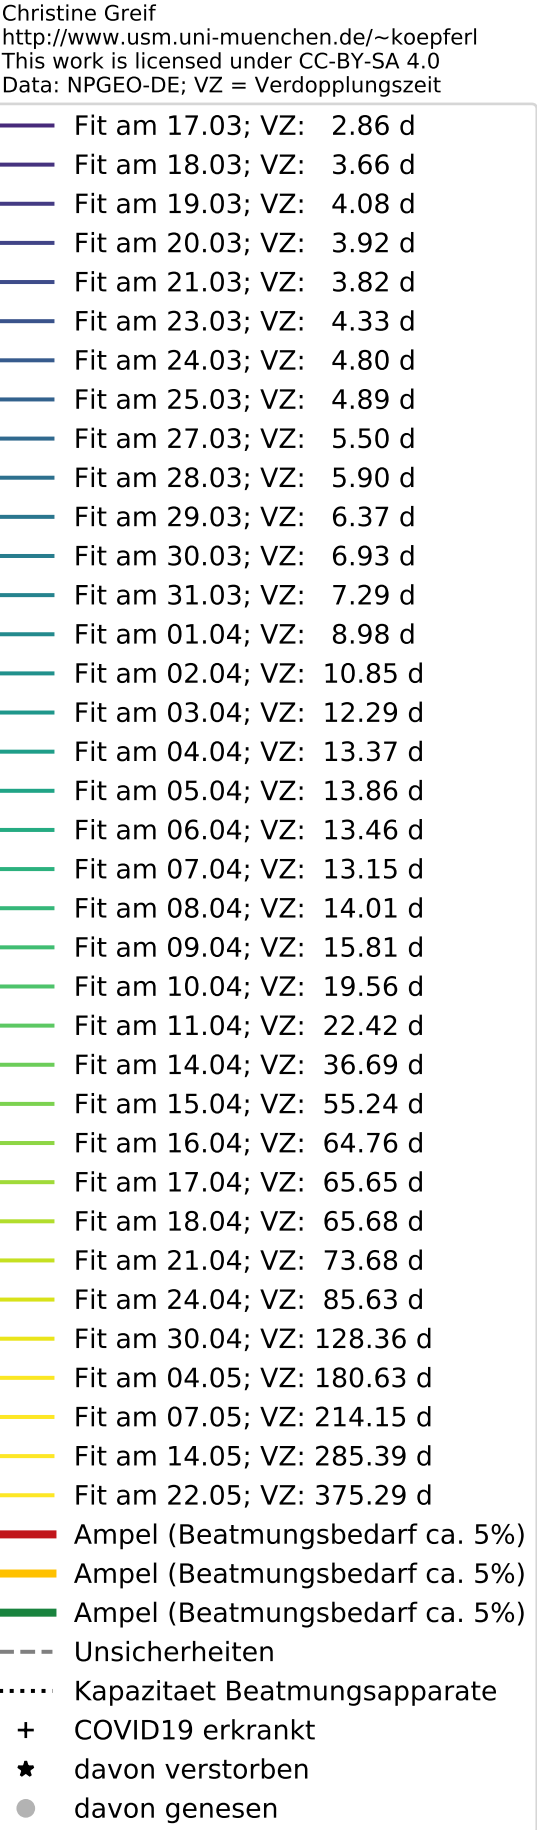 Christine Greif
http://www.usm.uni-muenchen.de/~koepferl
This work is licensed under CC-BY-SA 4.0
Data: NPGEO-DE; VZ = Verdopplungszeit
Fit am 17.03; VZ: 2.86 d
Fit am 18.03; VZ: 3.66 d
Fit am 19.03; VZ: 4.08 d
Fit am 20.03; VZ: 3.92 d
Fit am 21.03; VZ: 3.82 d
Fit am 23.03; VZ: 4.33 d
Fit am 24.03; VZ: 4.80 d
Fit am 25.03; VZ: 4.89 d
Fit am 27.03; VZ: 5.50 d
Fit am 28.03; VZ: 5.90 d
Fit am 29.03; VZ: 6.37 d
Fit am 30.03; VZ: 6.93 d
Fit am 31.03; VZ: 7.29 d
Fit am 01.04; VZ: 8.98 d
Fit am 02.04; VZ: 10.85 d
Fit am 03.04; VZ: 12.29 d
Fit am 04.04; VZ: 13.37 d
Fit am 05.04; VZ: 13.86 d
Fit am 06.04; VZ: 13.46 d
Fit am 07.04; VZ: 13.15 d
Fit am 08.04; VZ: 14.01 d
Fit am 09.04; VZ: 15.81 d
Fit am 10.04; VZ: 19.56 d
Fit am 11.04; VZ: 22.42 d
Fit am 14.04; VZ: 36.69 d
Fit am 15.04; VZ: 55.24 d
Fit am 16.04; VZ: 64.76 d
Fit am 17.04; VZ: 65.65 d
Fit am 18.04; VZ: 65.68 d
Fit am 21.04; VZ: 73.68 d
Fit am 24.04; VZ: 85.63 d
Fit am 30.04; VZ: 128.36 d
Fit am 04.05; VZ: 180.63 d
Fit am 07.05; VZ: 214.15 d
Fit am 14.05; VZ: 285.39 d
Fit am 22.05; VZ: 375.29 d
Ampel (Beatmungsbedarf ca. 5%)
Ampel (Beatmungsbedarf ca. 5%)
Ampel (Beatmungsbedarf ca. 5%)
Unsicherheiten
Kapazitaet Beatmungsapparate
COVID19 erkrankt
davon verstorben
davon genesen